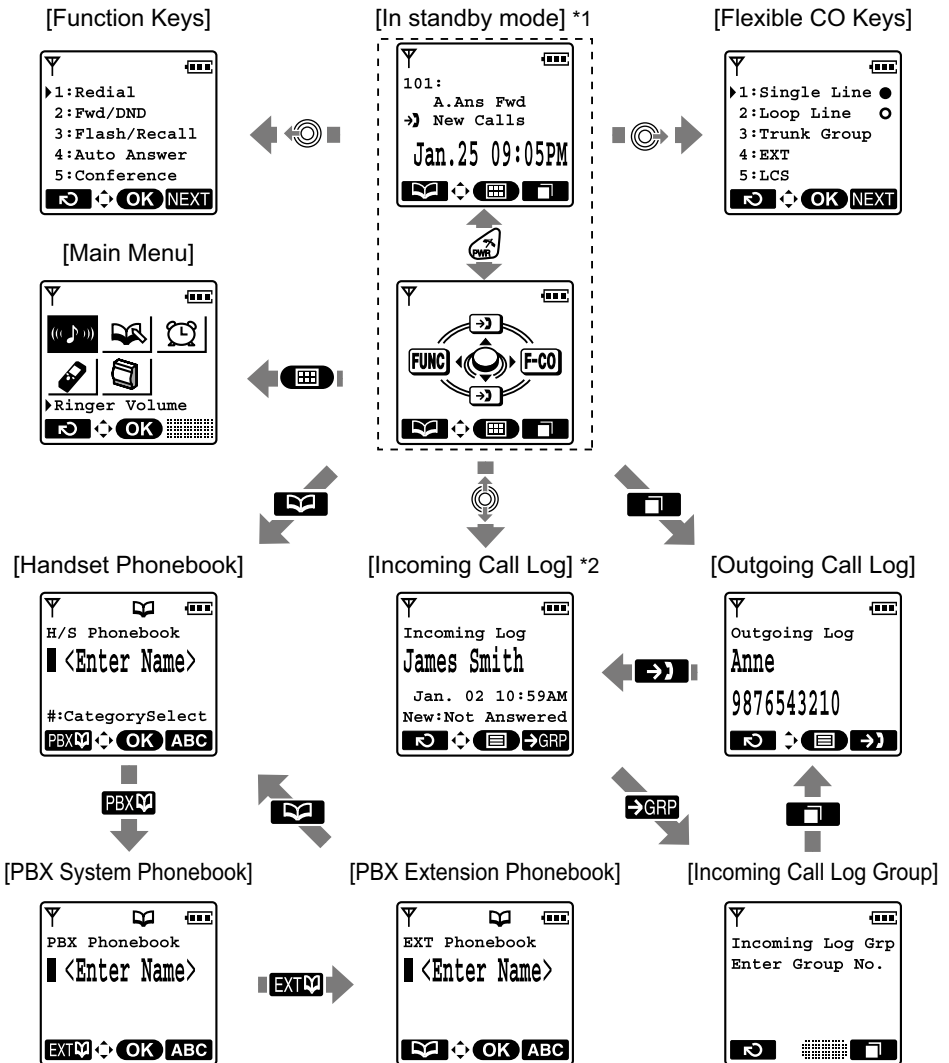 [Function Keys]
1:Redial
2:Fwd/DND
3:Flash/Recall
4:Auto Answer
5:Conference
OK NEXT
[In standby mode] *1
101:
A.Ans Fwd
New Calls
Jan.25 09:05PM
PWR
FUNC F-CO
[Flexible CO Keys]
1:Single Line
2:Loop Line
3:Trunk Group
4:EXT
5:LCS
OK NEXT
[Main Menu]
Ringer Volume
OK
[Handset Phonebook]
H/S Phonebook
<Enter Name>
#:CategorySelect
PBX OK ABC
[Incoming Call Log] *2
Incoming Log
James Smith
Jan. 02 10:59AM
New:Not Answered
→GRP
[Outgoing Call Log]
Outgoing Log
Anne
9876543210
PBX
→GRP
[PBX System Phonebook]
PBX Phonebook
<Enter Name>
EXT OK ABC
EXT
[PBX Extension Phonebook]
EXT Phonebook
<Enter Name>
OK ABC
[Incoming Call Log Group]
Incoming Log Grp
Enter Group No.